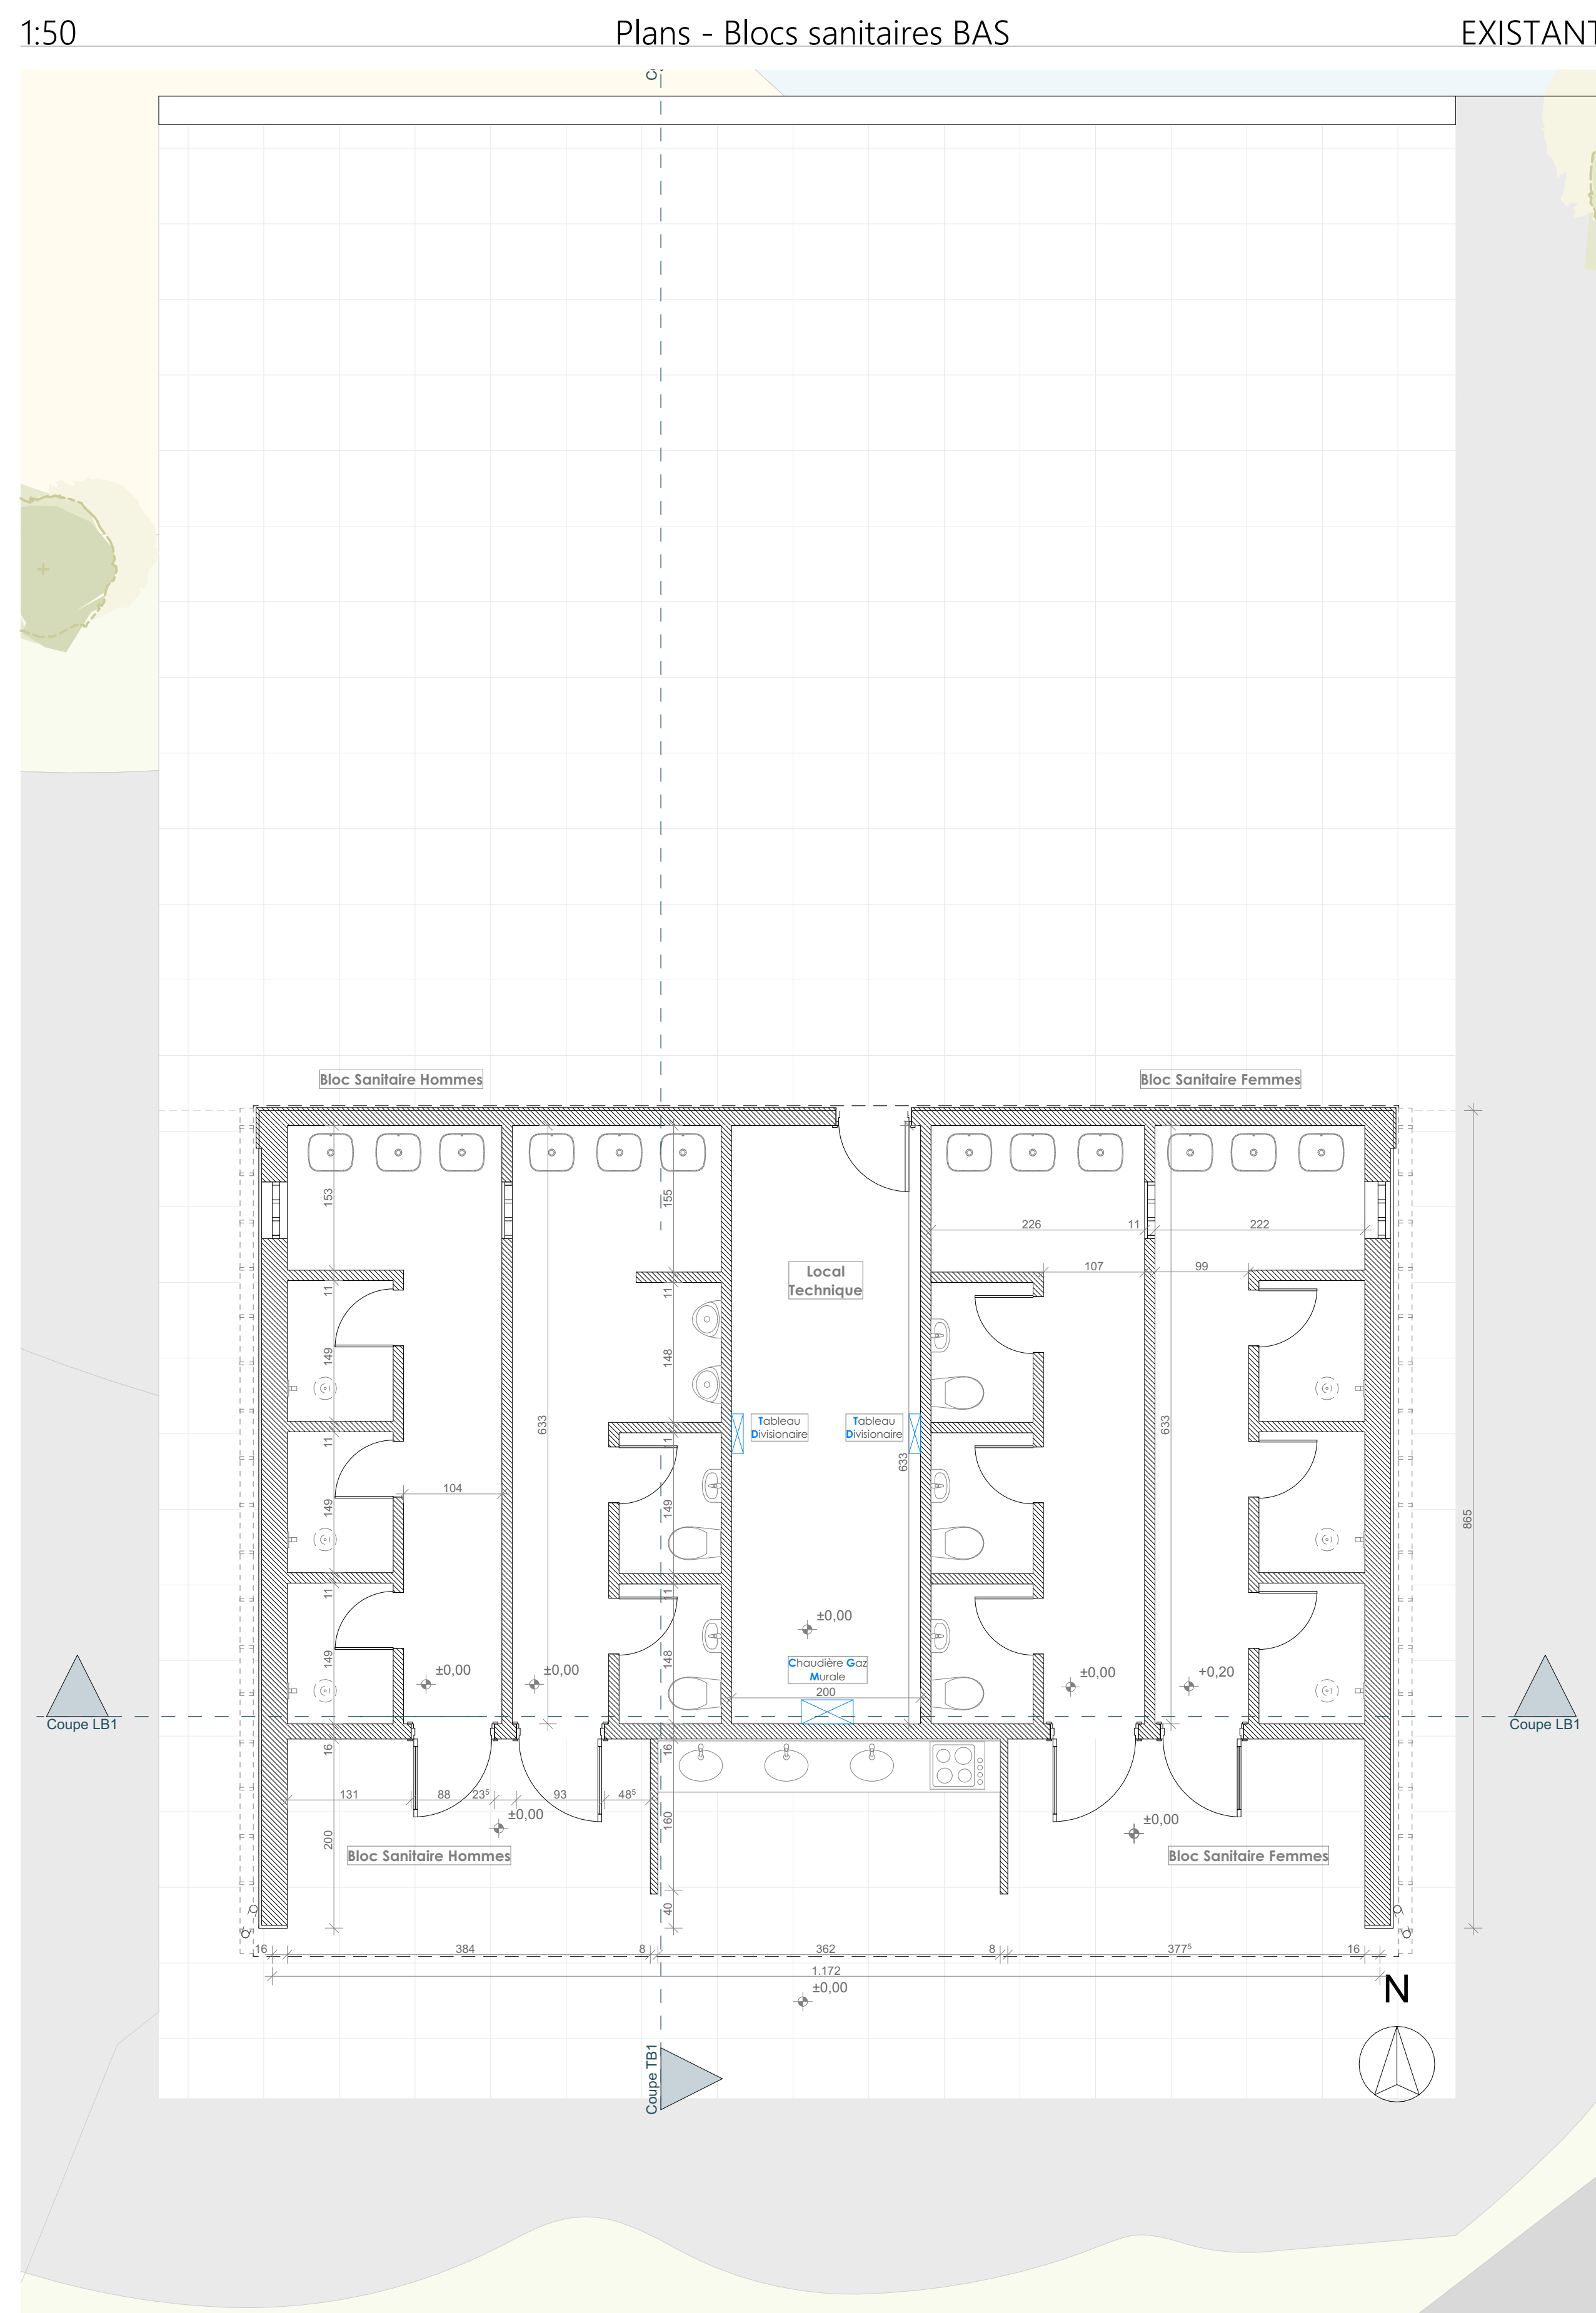 1:50
Plans - Blocs sanitaires BAS
EXISTANT
Bloc Sanitaire Hommes
Bloc Sanitaire Femmes
153
155
226
11
222
Local
Technique
107
99
11
11
149
148
Tableau
Divisionaire
Tableau
Divisionaire
633
633
633
11
11
104
149
149
865
11
11
±0,00
149
148
±0,00
±0,00
Chaudière Gaz
Murale
±0,00
+0,20
200
Coupe LB1
Coupe LB1
16
16
131
88
23⁵
93
48⁵
±0,00
160
±0,00
200
Bloc Sanitaire Hommes
Bloc Sanitaire Femmes
40
16
384
8
362
8
377⁵
16
1.172
±0,00
N
Coupe TB1